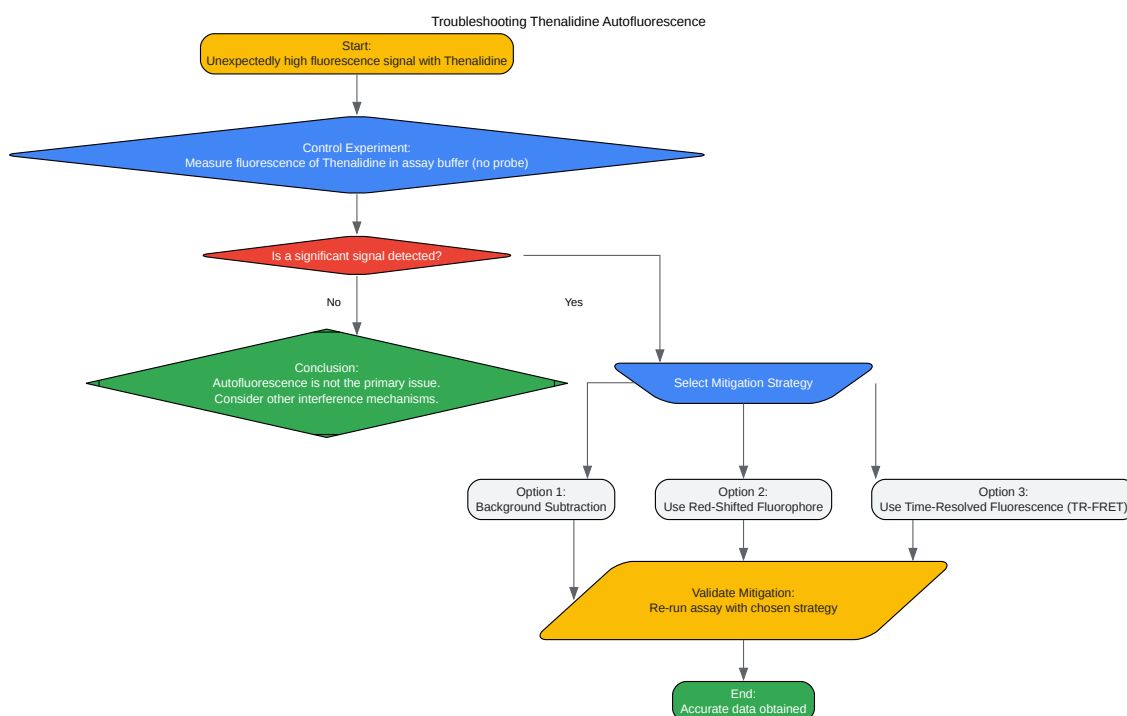 Troubleshooting Thenalidine Autofluorescence
Start:
Unexpectedly high fluorescence signal with Thenalidine
Control Experiment:
Measure fluorescence of Thenalidine in assay buffer (no probe)
Is a significant signal detected?
No
Yes
Conclusion:
Autofluorescence is not the primary issue.
Consider other interference mechanisms.
Select Mitigation Strategy
Option 1:
Background Subtraction
Option 2:
Use Red-Shifted Fluorophore
Option 3:
Use Time-Resolved Fluorescence (TR-FRET)
Validate Mitigation:
Re-run assay with chosen strategy
End:
Accurate data obtained